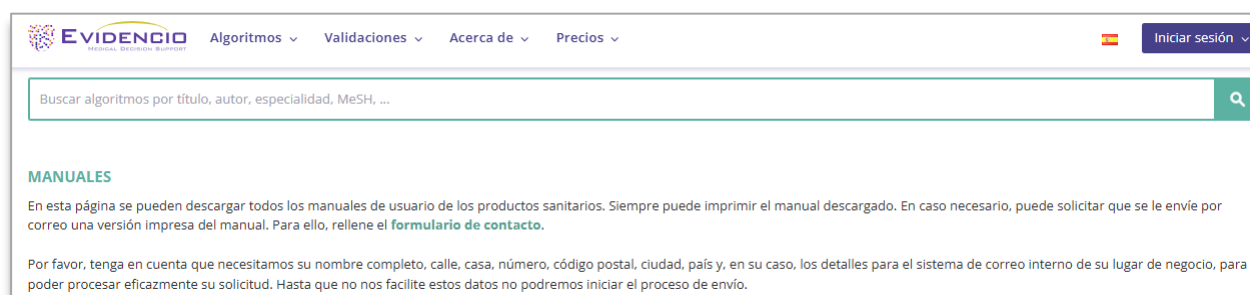 EVIDENCIO Algoritmos Validaciones Acerca de Precios Iniciar sesión
MEDICAL DECISION SUPPORT
Buscar algoritmos por título, autor, especialidad, MeSH, ...
MANUALES
En esta página se pueden descargar todos los manuales de usuario de los productos sanitarios. Siempre puede imprimir el manual descargado. En caso necesario, puede solicitar que se le envíe por
correo una versión impresa del manual. Para ello, rellene el formulario de contacto.
Por favor, tenga en cuenta que necesitamos su nombre completo, calle, casa, número, código postal, ciudad, país y, en su caso, los detalles para el sistema de correo interno de su lugar de negocio, para
poder procesar eficazmente su solicitud. Hasta que no nos facilite estos datos no podremos iniciar el proceso de envío.